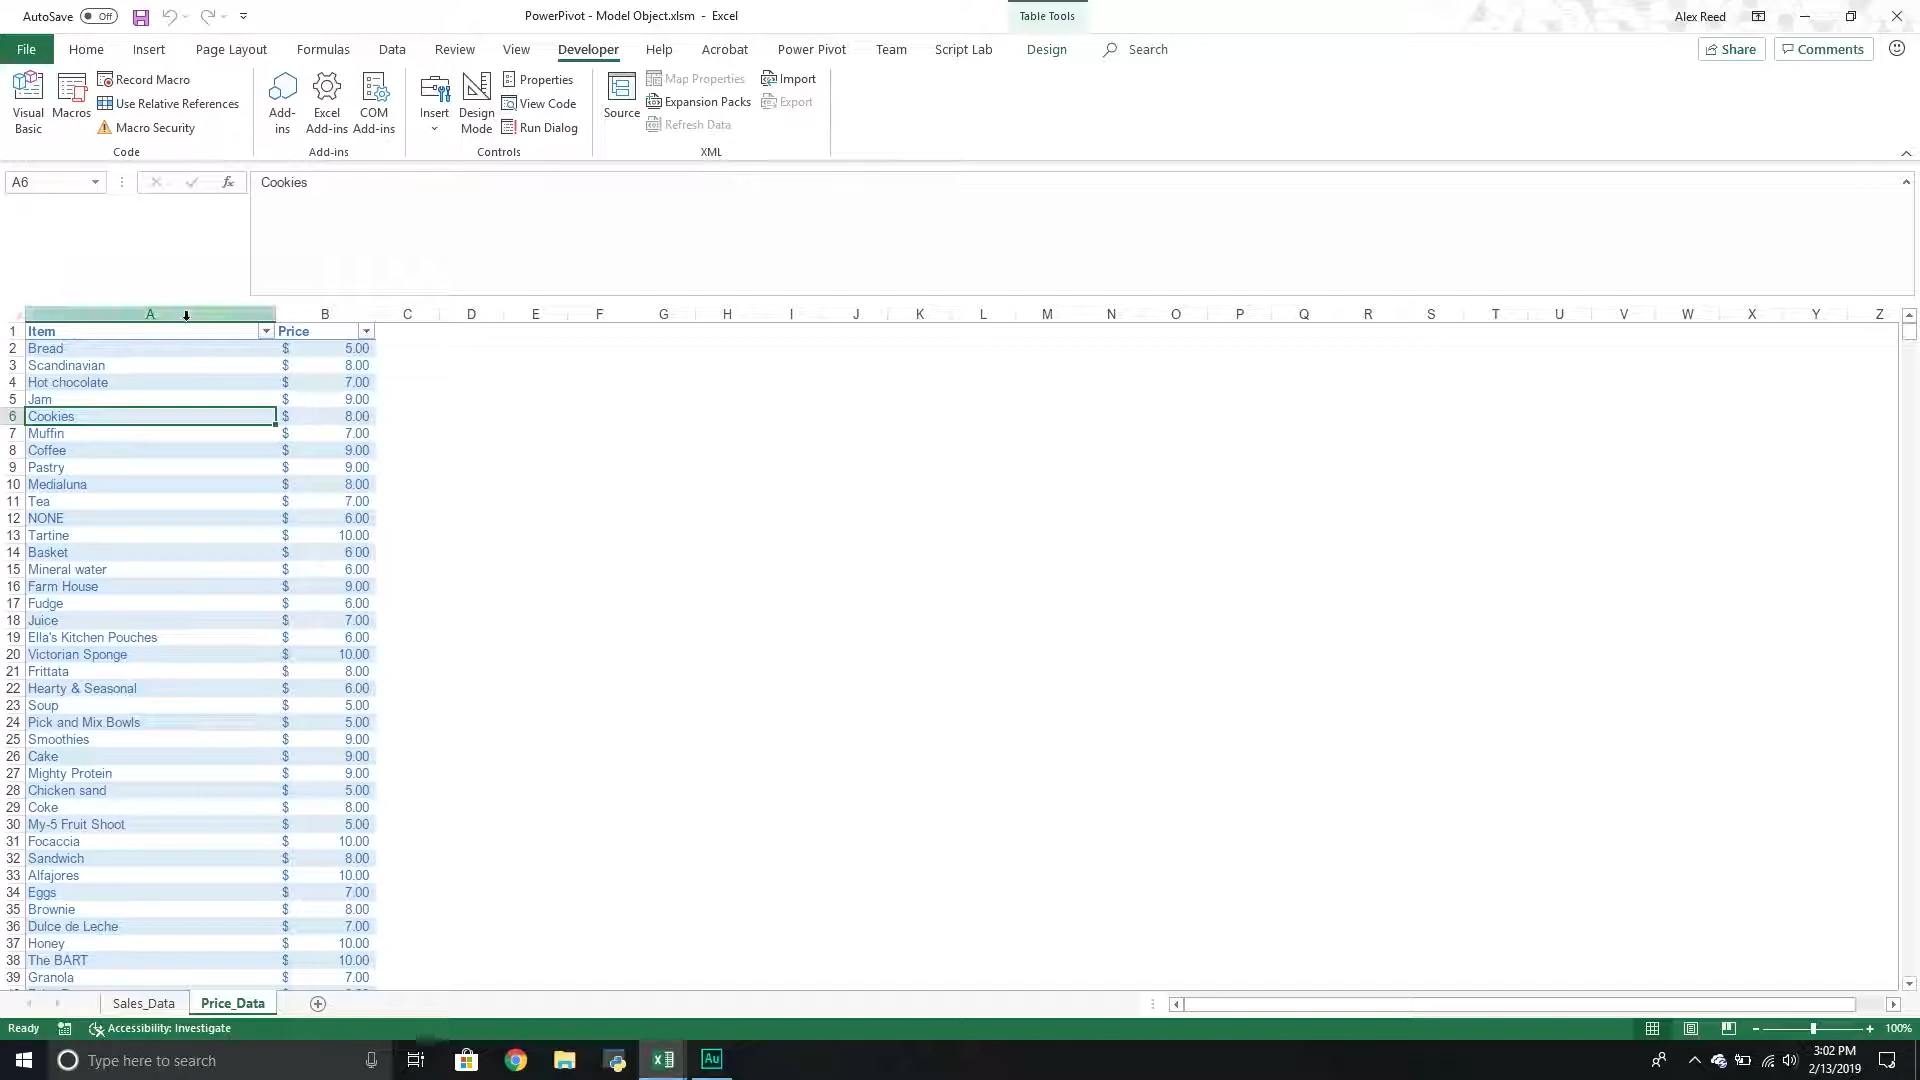 AutoSave Off PowerPivot - Model Object.xlsm - Excel Table Tools Alex Reed
File Home Insert Page Layout Formulas Data Review View Developer Help Acrobat Power Pivot Team Script Lab Design Search Share Comments
Visual Basic Macros Record Macro Use Relative References Macro Security
Add-ins Excel Add-ins COM Add-ins
Insert Design Mode Properties View Code Run Dialog
Source Map Properties Expansion Packs Refresh Data Import Export
Code Add-ins Controls XML
A6 fx Cookies
A B C D E F G H I J K L M N O P Q R S T U V W X Y Z
1 Item Price
2 Bread $ 5.00
3 Scandinavian $ 8.00
4 Hot chocolate $ 7.00
5 Jam $ 9.00
6 Cookies $ 8.00
7 Muffin $ 7.00
8 Coffee $ 9.00
9 Pastry $ 9.00
10 Medialuna $ 8.00
11 Tea $ 7.00
12 NONE $ 6.00
13 Tartine $ 10.00
14 Basket $ 6.00
15 Mineral water $ 6.00
16 Farm House $ 9.00
17 Fudge $ 6.00
18 Juice $ 7.00
19 Ella's Kitchen Pouches $ 6.00
20 Victorian Sponge $ 10.00
21 Frittata $ 8.00
22 Hearty & Seasonal $ 6.00
23 Soup $ 5.00
24 Pick and Mix Bowls $ 5.00
25 Smoothies $ 9.00
26 Cake $ 9.00
27 Mighty Protein $ 9.00
28 Chicken sand $ 5.00
29 Coke $ 8.00
30 My-5 Fruit Shoot $ 5.00
31 Focaccia $ 10.00
32 Sandwich $ 8.00
33 Alfajores $ 10.00
34 Eggs $ 7.00
35 Brownie $ 8.00
36 Dulce de Leche $ 7.00
37 Honey $ 10.00
38 The BART $ 10.00
39 Granola $ 7.00
Sales_Data Price_Data
Ready Accessibility: Investigate 100%
Type here to search Au 3:02 PM
2/13/2019